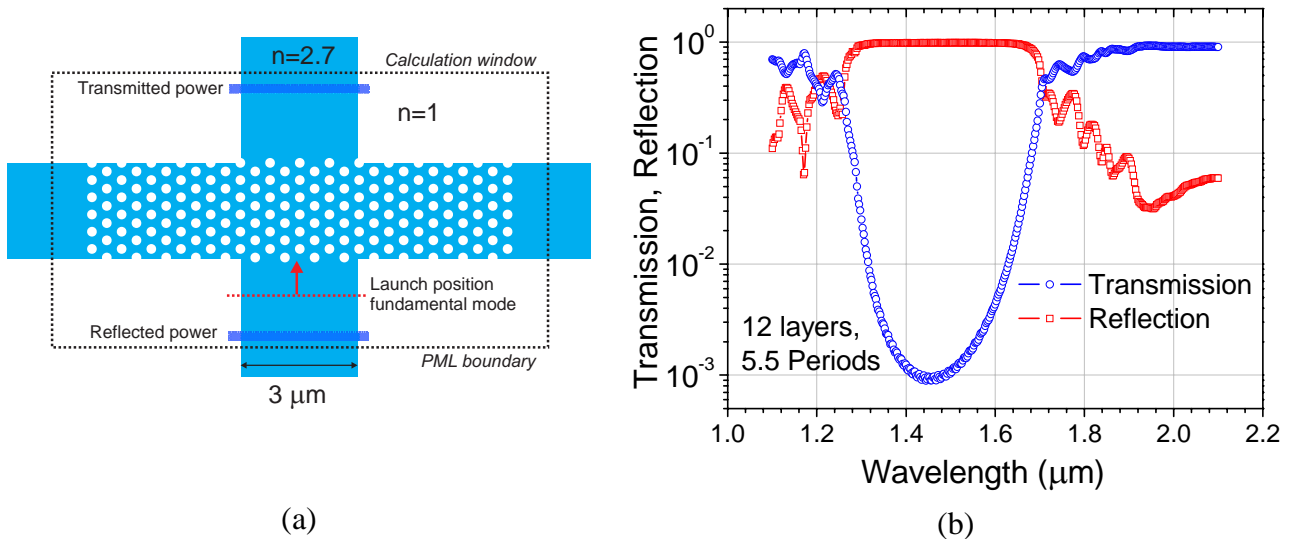 n=2.7
Calculation window
Transmitted power
n=1
Launch position
fundamental mode
Reflected power
PML boundary
3 μm
(a)
Transmission, Reflection
10⁰
10⁻¹
10⁻²
10⁻³
Transmission
Reflection
12 layers,
5.5 Periods
1.0 1.2 1.4 1.6 1.8 2.0 2.2
Wavelength (μm)
(b)